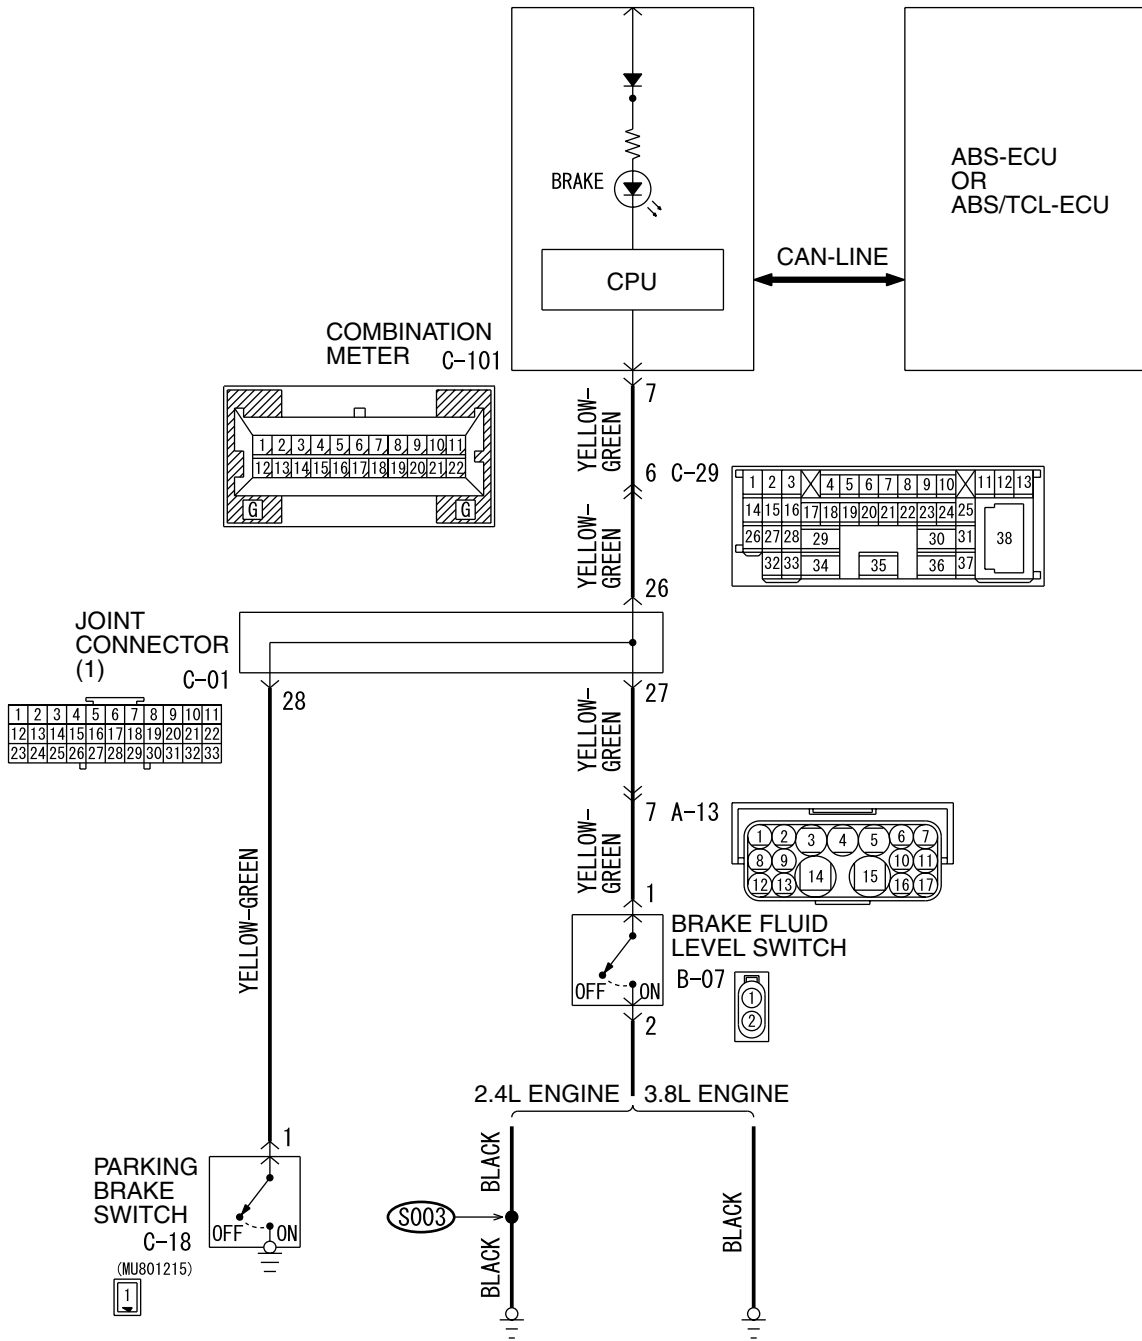 ABS-ECU
OR
ABS/TCL-ECU
BRAKE
CAN-LINE
CPU
COMBINATION
METER C-101
7
YELLOW-
GREEN
1 2 3 4 5 6 7 8 9 10 11
12 13 14 15 16 17 18 19 20 21 22
G G
6 C-29
1 2 3 4 5 6 7 8 9 10 11 12 13
14 15 16 17 18 19 20 21 22 23 24 25
26 27 28 29 30 31 38
32 33 34 35 36 37
YELLOW-
GREEN
26
JOINT
CONNECTOR
(1)
C-01
28
27
1 2 3 4 5 6 7 8 9 10 11
12 13 14 15 16 17 18 19 20 21 22
23 24 25 26 27 28 29 30 31 32 33
YELLOW-
GREEN
7 A-13
1 2 3 4 5 6 7
8 9 14 15 10 11
12 13 16 17
YELLOW-
GREEN
YELLOW-GREEN
1
BRAKE FLUID
LEVEL SWITCH
B-07
OFF ON
1
2
2
2.4L ENGINE 3.8L ENGINE
1
PARKING
BRAKE
SWITCH
C-18
OFF ON
(MU801215)
1
BLACK
S003
BLACK
BLACK